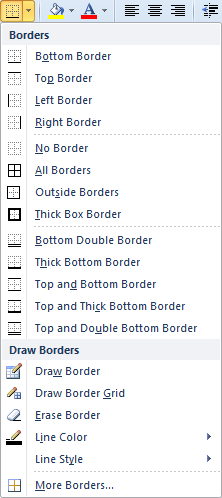 A
Borders
Bottom Border
Top Border
Left Border
Right Border
No Border
All Borders
Outside Borders
Thick Box Border
Bottom Double Border
Thick Bottom Border
Top and Bottom Border
Top and Thick Bottom Border
Top and Double Bottom Border
Draw Borders
Draw Border
Draw Border Grid
Erase Border
Line Color
Line Style
More Borders...